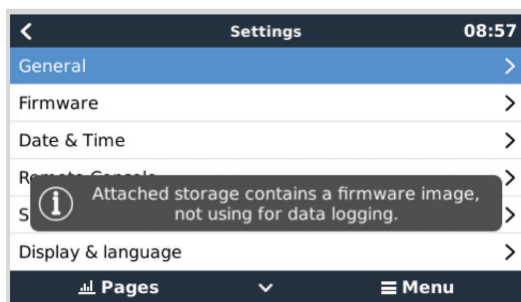 Settings
08:57
General
Firmware
Date & Time
Attached storage contains a firmware image,
not using for data logging.
Display & language
Pages
Menu